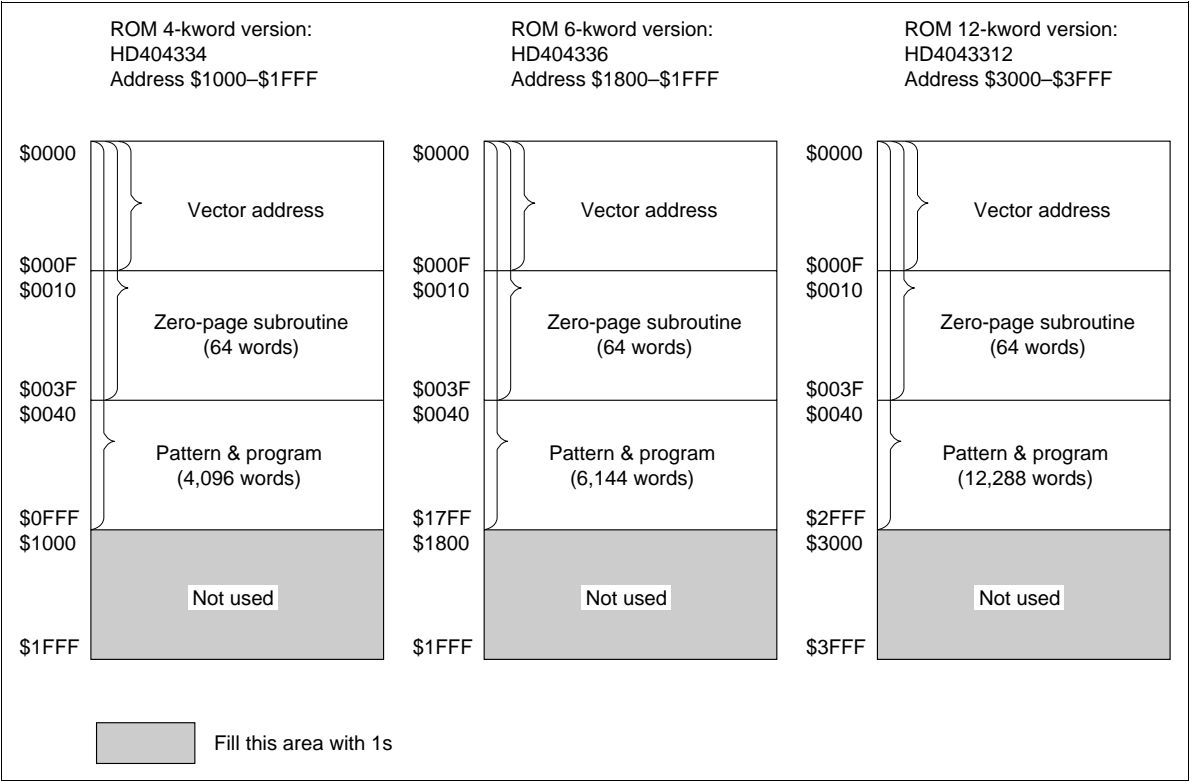 ROM 4-kword version:
HD404334
Address $1000–$1FFF
$0000
Vector address
$000F
$0010
Zero-page subroutine
(64 words)
$003F
$0040
Pattern & program
(4,096 words)
$0FFF
$1000
Not used
$1FFF
ROM 6-kword version:
HD404336
Address $1800–$1FFF
$0000
Vector address
$000F
$0010
Zero-page subroutine
(64 words)
$003F
$0040
Pattern & program
(6,144 words)
$17FF
$1800
Not used
$1FFF
ROM 12-kword version:
HD4043312
Address $3000–$3FFF
$0000
Vector address
$000F
$0010
Zero-page subroutine
(64 words)
$003F
$0040
Pattern & program
(12,288 words)
$2FFF
$3000
Not used
$3FFF
Fill this area with 1s